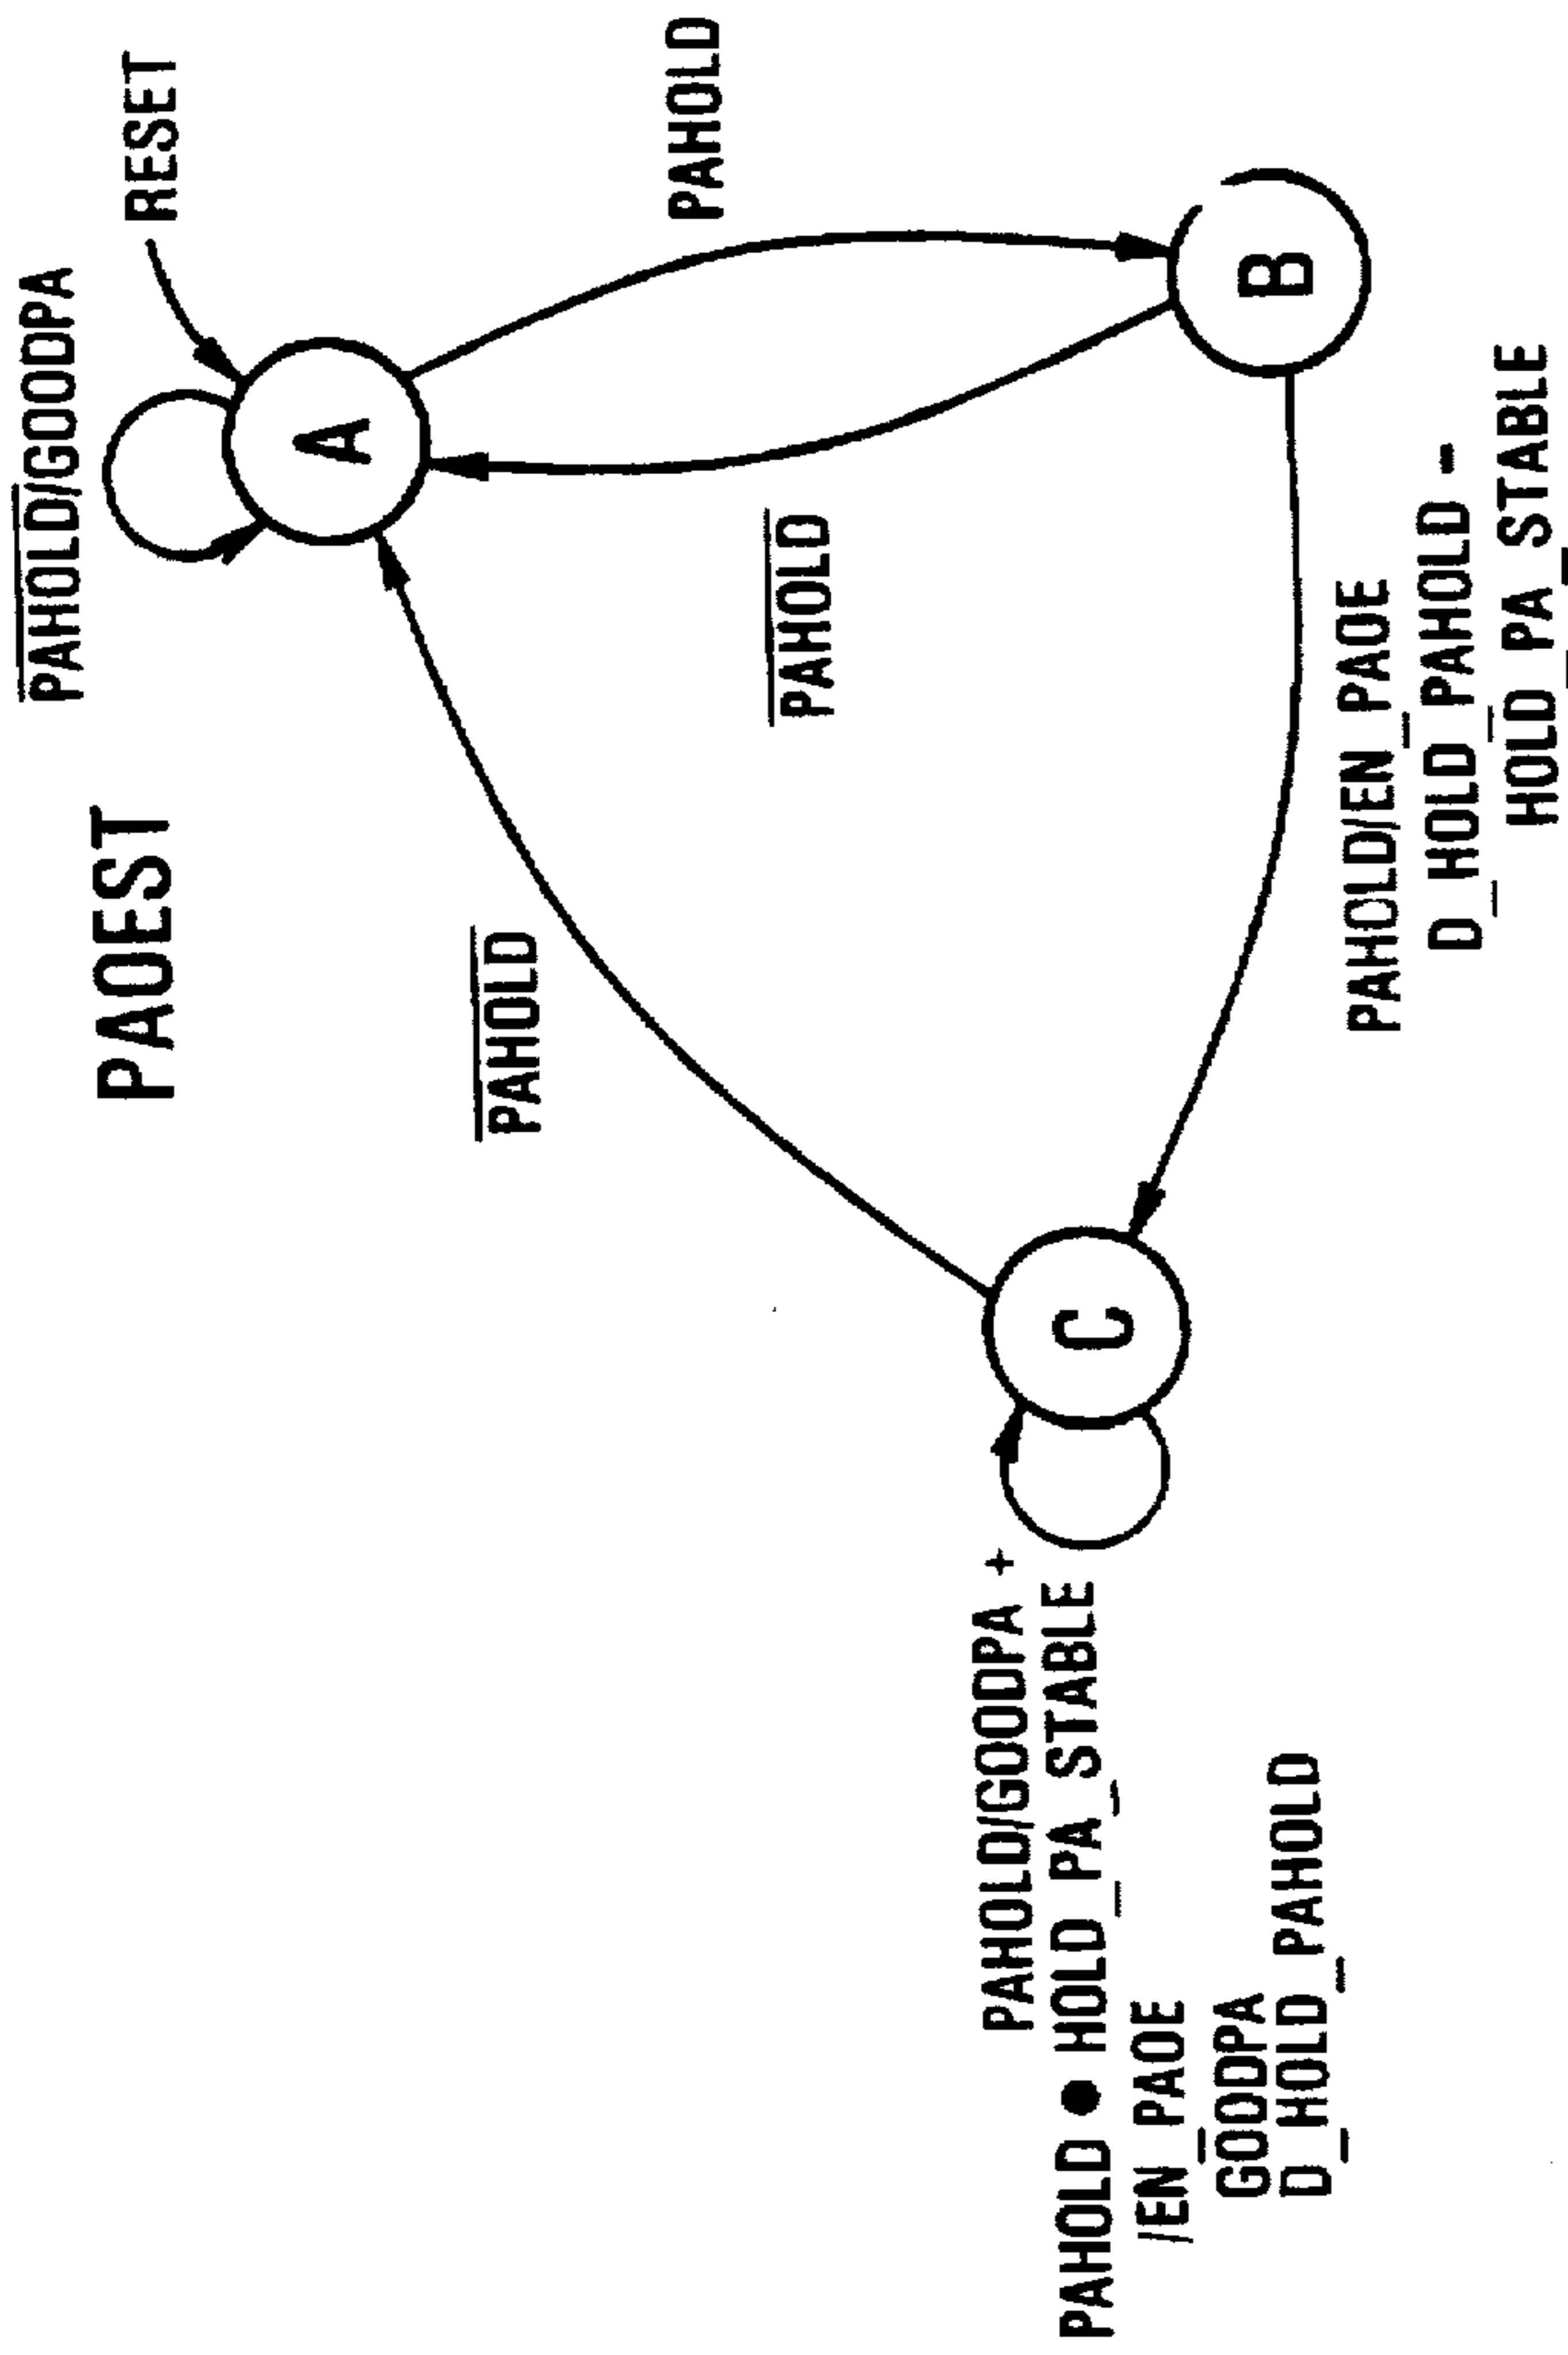 PAOEST
PAHOLD/GOODPA
RESET
A
PAHOLD
PAHOLD
PAHOLD
B
C
PAHOLD/EN_PAOE
D_HOLD_PAHOLD -
HOLD_PA_STABLE
PAHOLD/GOODPA +
PAHOLD ● HOLD_PA_STABLE
/EN_PAOE
GOODPA
D_HOLD_PAHOLD